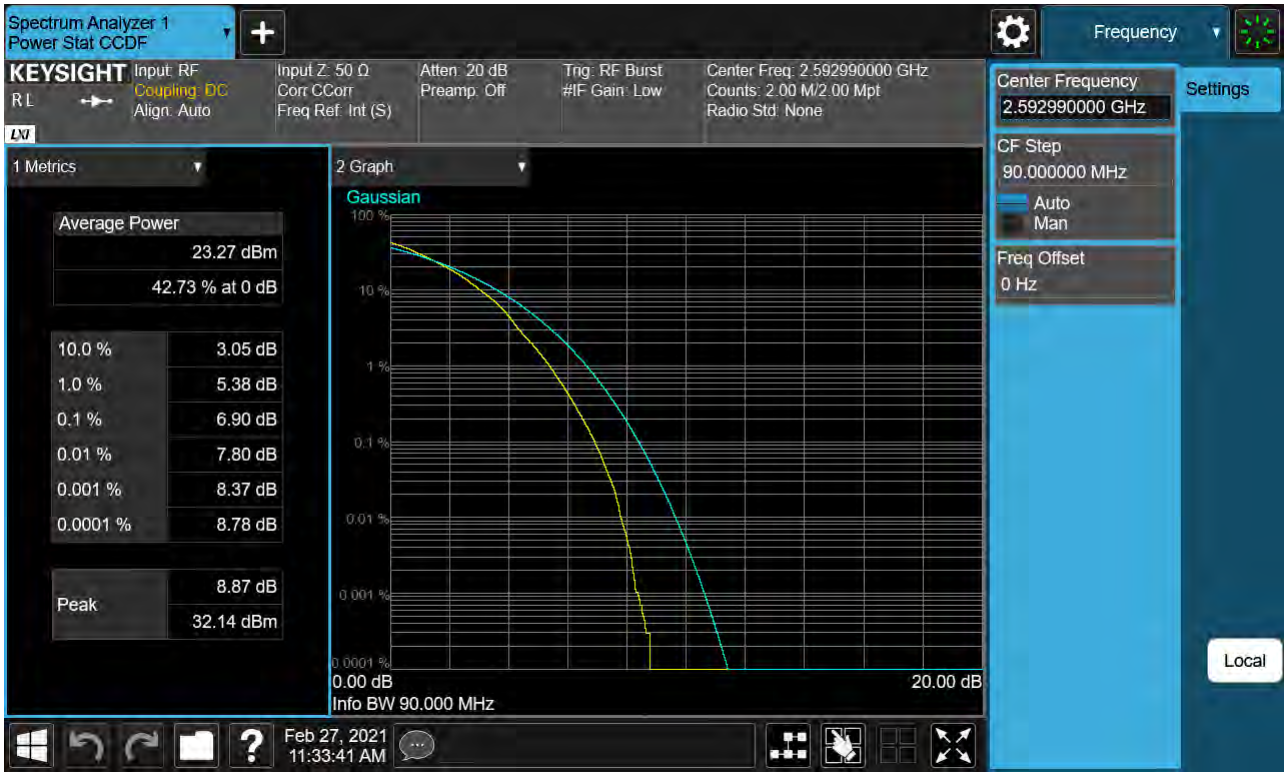 Spectrum Analyzer 1
Power Stat CCDF
+
Frequency
KEYSIGHT
R L
LXI
Input: RF
Coupling: DC
Align: Auto
Input Z: 50 Ω
Corr CCorr
Freq Ref: Int (S)
Atten: 20 dB
Preamp: Off
Trig: RF Burst
#IF Gain: Low
Center Freq: 2.592990000 GHz
Counts: 2.00 M/2.00 Mpt
Radio Std: None
Center Frequency
2.592990000 GHz
Settings
CF Step
90.000000 MHz
Auto
Man
Freq Offset
0 Hz
Local
1 Metrics
Average Power
23.27 dBm
42.73 % at 0 dB
10.0 % 3.05 dB
1.0 % 5.38 dB
0.1 % 6.90 dB
0.01 % 7.80 dB
0.001 % 8.37 dB
0.0001 % 8.78 dB
Peak
8.87 dB
32.14 dBm
2 Graph
Gaussian
100 %
10 %
1 %
0.1 %
0.01 %
0.001 %
0.0001 %
0.00 dB 20.00 dB
Info BW 90.000 MHz
?
Feb 27, 2021
11:33:41 AM